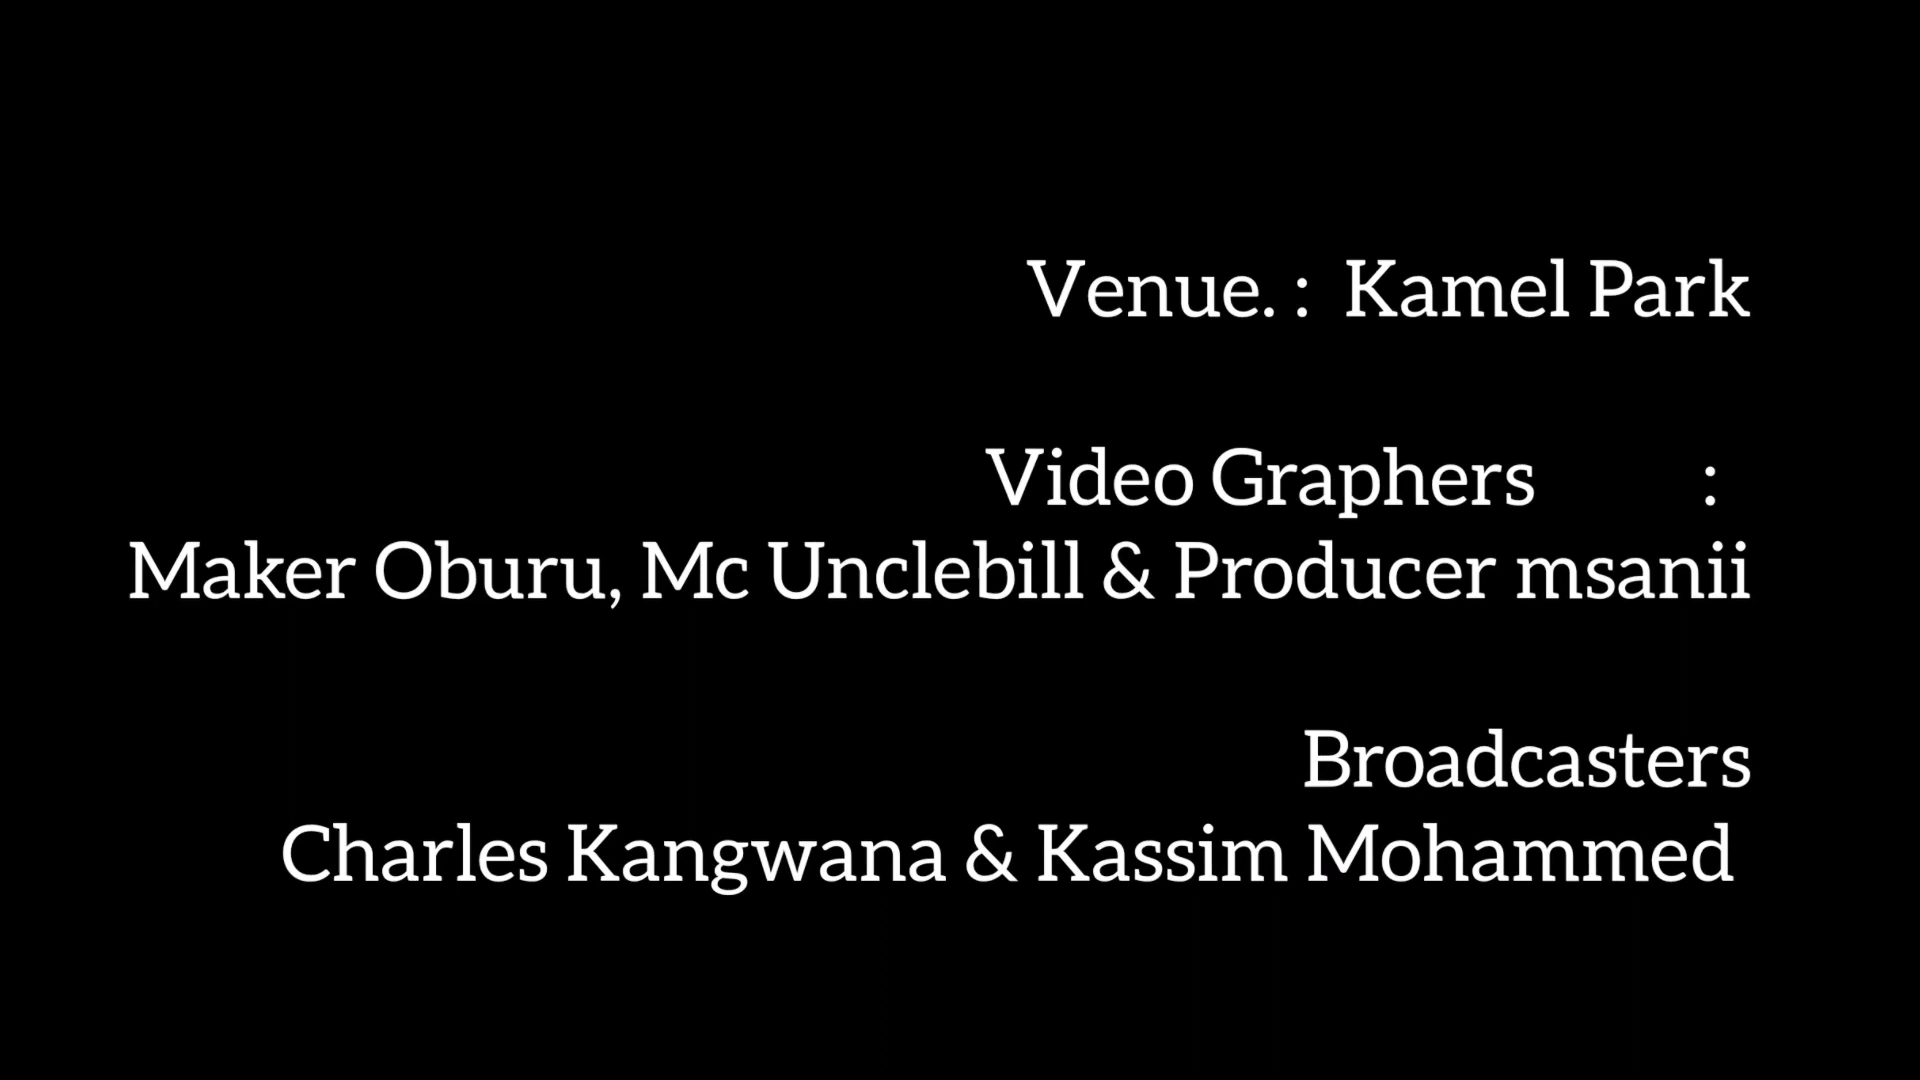 Venue. : Kamel Park
Video Graphers :
Maker Oburu, Mc Unclebill & Producer msanii
Broadcasters
Charles Kangwana & Kassim Mohammed